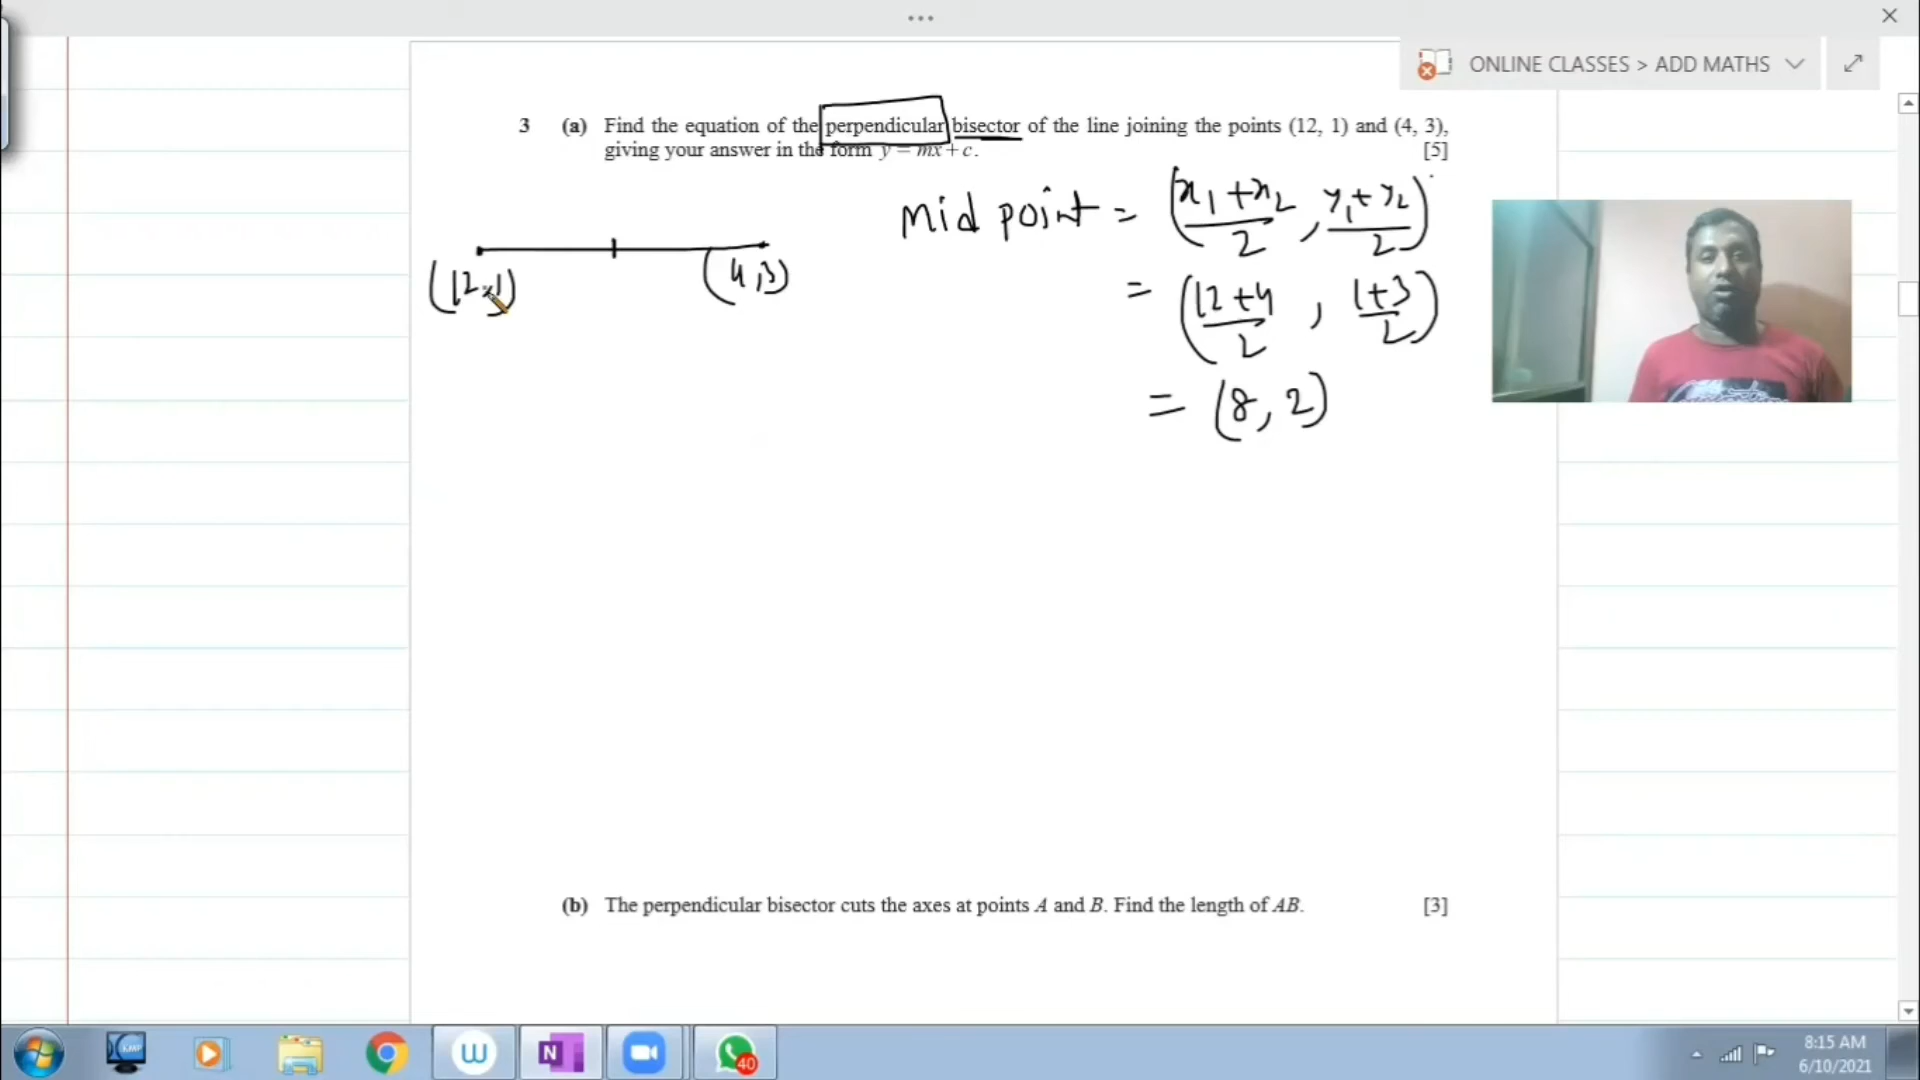 ONLINE CLASSES > ADD MATHS
3 (a) Find the equation of the perpendicular bisector of the line joining the points (12, 1) and (4, 3),
giving your answer in the form y = mx + c. [5]
Mid point = (x₁+x₂/2, y₁+y₂/2)
(12,1) (4,3)
= (12+4/2, 1+3/2)
= (8,2)
(b) The perpendicular bisector cuts the axes at points A and B. Find the length of AB. [3]
W N 40
8:15 AM
6/10/2021